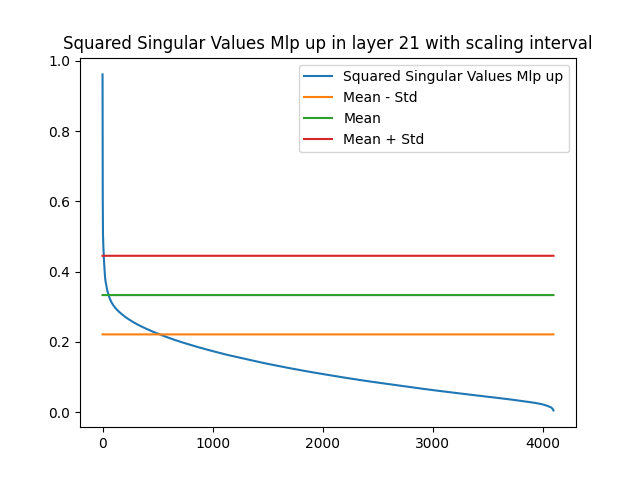 Squared Singular Values Mlp up in layer 21 with scaling interval
1.0
0.8
0.6
0.4
0.2
0.0
Squared Singular Values Mlp up
Mean - Std
Mean
Mean + Std
0
1000
2000
3000
4000